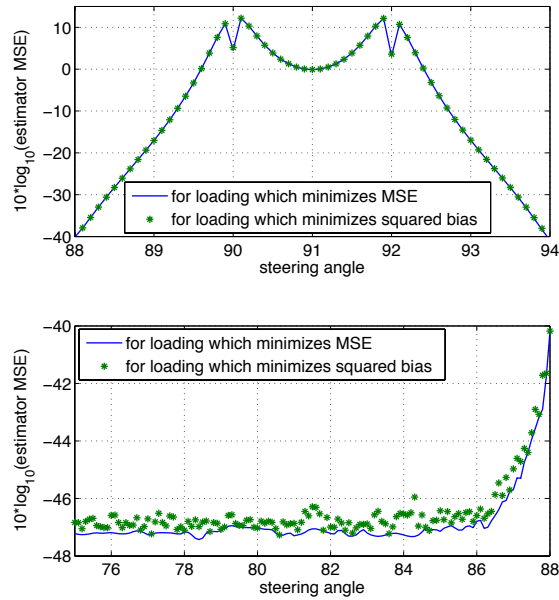 10
0
−10
−20
−30
−40
10*log10(estimator MSE)
for loading which minimizes MSE
for loading which minimizes squared bias
88 89 90 91 92 93 94
steering angle
−40
−42
−44
−46
−48
10*log10(estimator MSE)
for loading which minimizes MSE
for loading which minimizes squared bias
76 78 80 82 84 86 88
steering angle